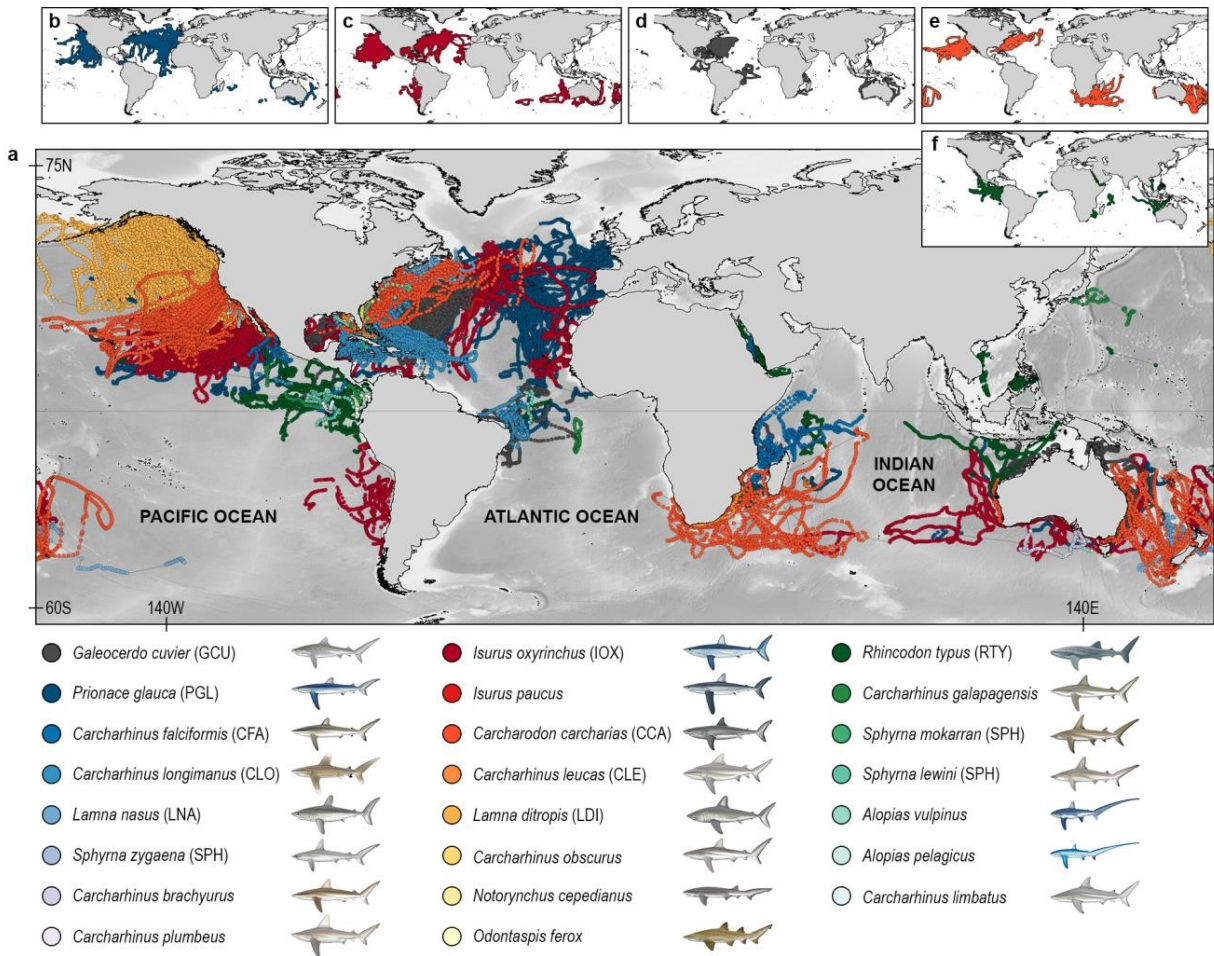 b
c
d
e
f
a
75N
PACIFIC OCEAN
ATLANTIC OCEAN
INDIAN
OCEAN
60S
140W
140E
Galeocerdo cuvier (GCU)
Prionace glauca (PGL)
Carcharhinus falciformis (CFA)
Carcharhinus longimanus (CLO)
Lamna nasus (LNA)
Sphyrna zygaena (SPH)
Carcharhinus brachyurus
Carcharhinus plumbeus
Isurus oxyrinchus (IOX)
Isurus paucus
Carcharodon carcharias (CCA)
Carcharhinus leucas (CLE)
Lamna ditropis (LDI)
Carcharhinus obscurus
Notorynchus cepedianus
Odontaspis ferox
Rhincodon typus (RTY)
Carcharhinus galapagensis
Sphyrna mokarran (SPH)
Sphyrna lewini (SPH)
Alopias vulpinus
Alopias pelagicus
Carcharhinus limbatus